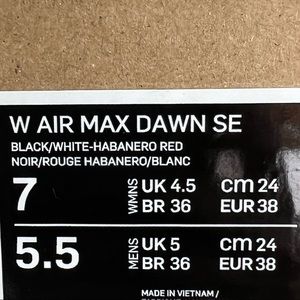 W AIR MAX DAWN SE
BLACK/WHITE-HABANERO RED
NOIR/ROUGE HABANERO/BLANC
7 WMNS UK 4.5 cm 24
BR 36 EUR 38
5.5 MENS UK 5 cm 24
BR 36 EUR 38
MADE IN VIETNAM /